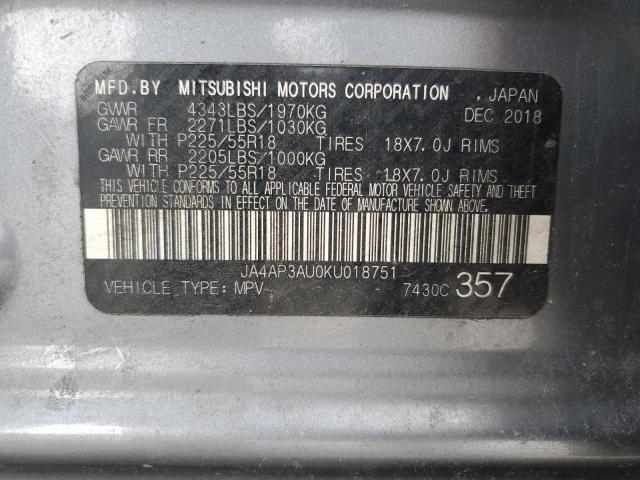 MFD.BY MITSUBISHI MOTORS CORPORATION , JAPAN
GVWR 4343LBS/1970KG DEC 2018
GAWR FR 2271LBS/1030KG
WITH P225/55R18 TIRES 18X7.0J RIMS
GAWR RR 2205LBS/1000KG
WITH P225/55R18 TIRES 18X7.0J RIMS
THIS VEHICLE CONFORMS TO ALL APPLICABLE FEDERAL MOTOR VEHICLE SAFETY AND THEFT
PREVENTION STANDARDS IN EFFECT ON THE DATE OF MANUFACTURE SHOWN ABOVE.
JA4AP3AU0KU018751
VEHICLE TYPE: MPV 7430C 357